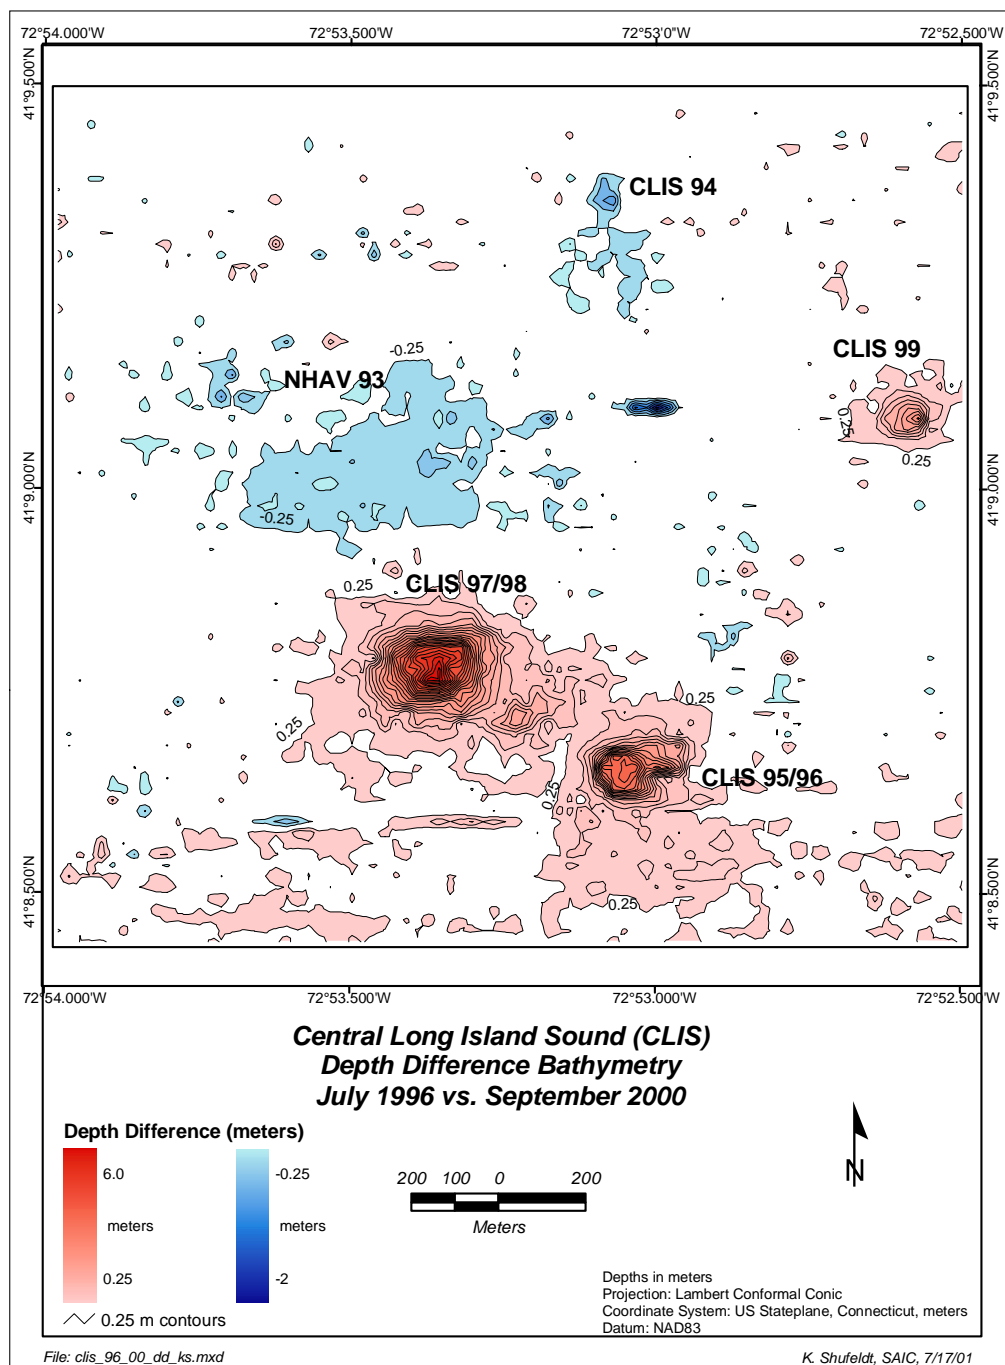 72°54.000'W 72°53.500'W 72°53'0"W 72°52.500'W
41°9.500'N 41°9.500'N
CLIS 94
CLIS 99
-0.25
NHAV 93
0.25
0.25
41°9.000'N 41°9.000'N
-0.25
CLIS 97/98
0.25
0.25
0.25
CLIS 95/96
0.25
0.25
41°8.500'N 41°8.500'N
72°54.000'W 72°53.500'W 72°53.000'W 72°52.500'W
Central Long Island Sound (CLIS)
Depth Difference Bathymetry
July 1996 vs. September 2000
Depth Difference (meters)
6.0 -0.25
meters meters
0.25 -2
0.25 m contours
200 100 0 200
Meters
N
Depths in meters
Projection: Lambert Conformal Conic
Coordinate System: US Stateplane, Connecticut, meters
Datum: NAD83
File: clis_96_00_dd_ks.mxd K. Shufeldt, SAIC, 7/17/01